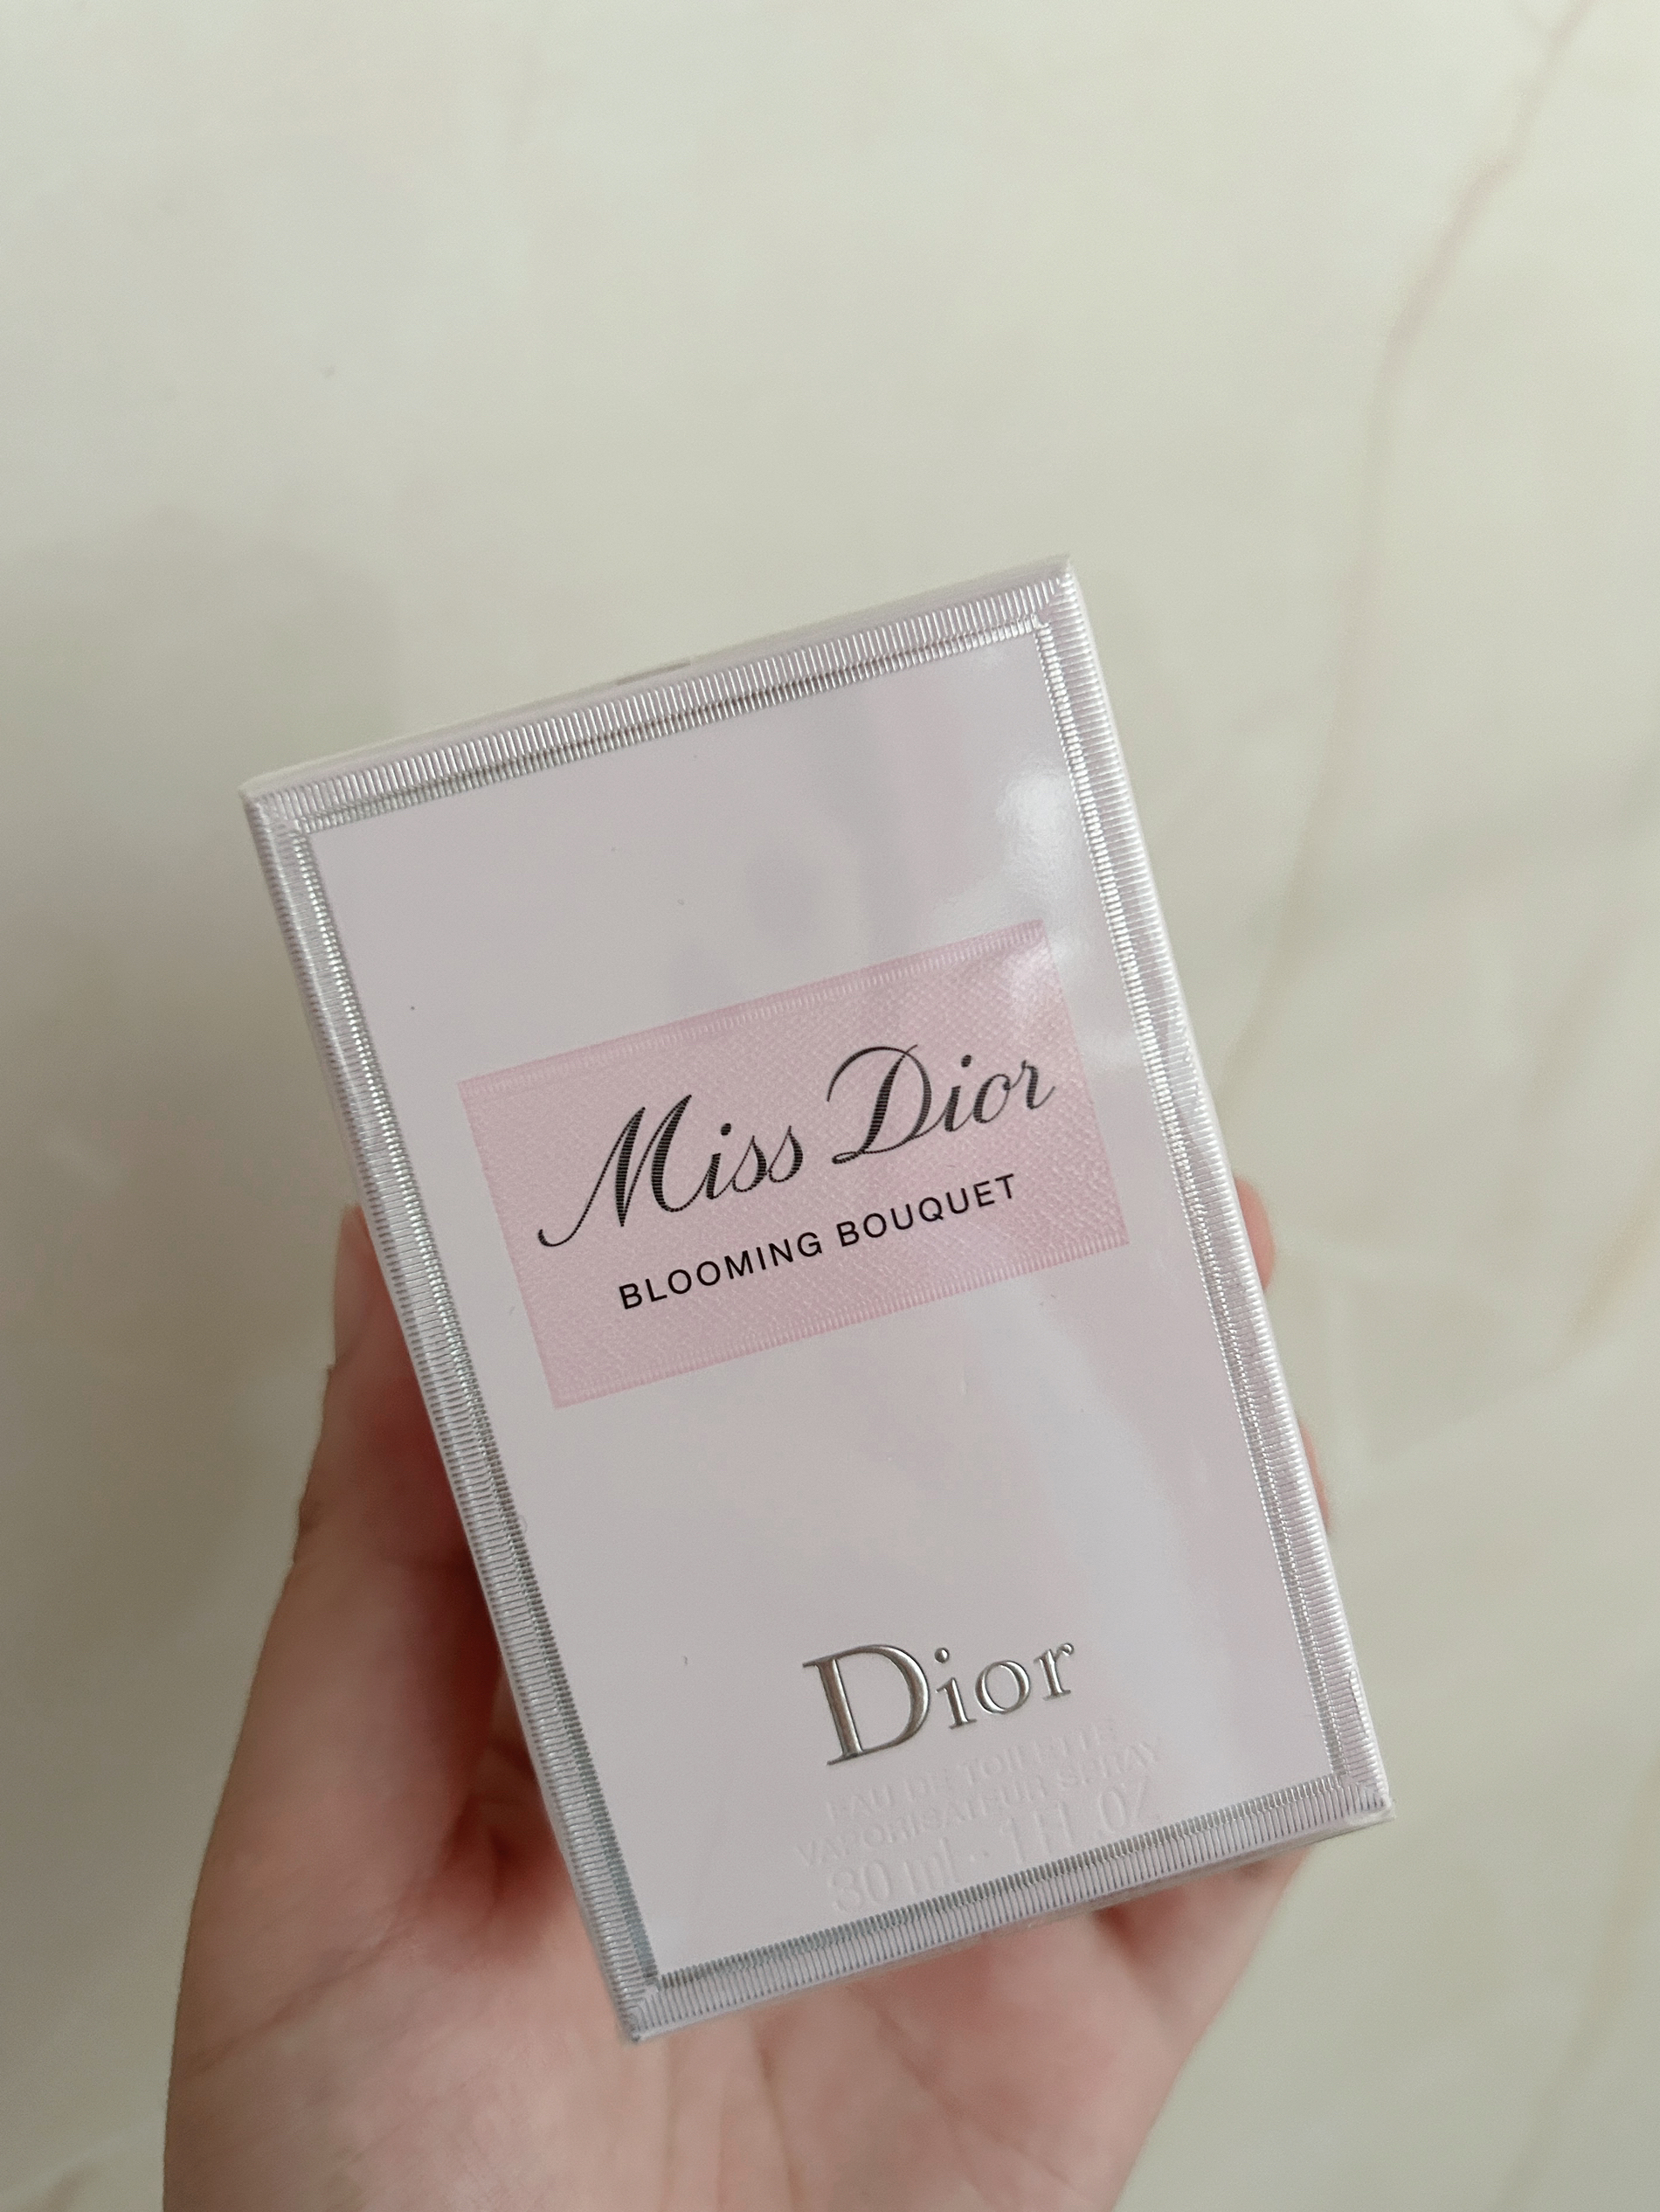 Miss Dior
BLOOMING BOUQUET
Dior
EAU DE TOILETTE
VAPORISATEUR SPRAY
30 ml · 1 FL.OZ